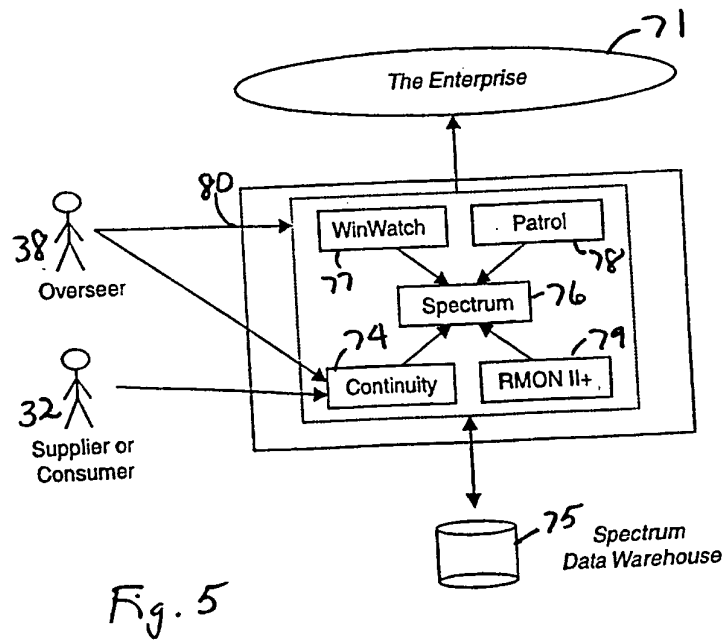 71
The Enterprise
80
WinWatch
Patrol
38
77
78
Overseer
Spectrum
76
74
79
Continuity
RMON II+
32
Supplier or
Consumer
75
Spectrum
Data Warehouse
Fig. 5